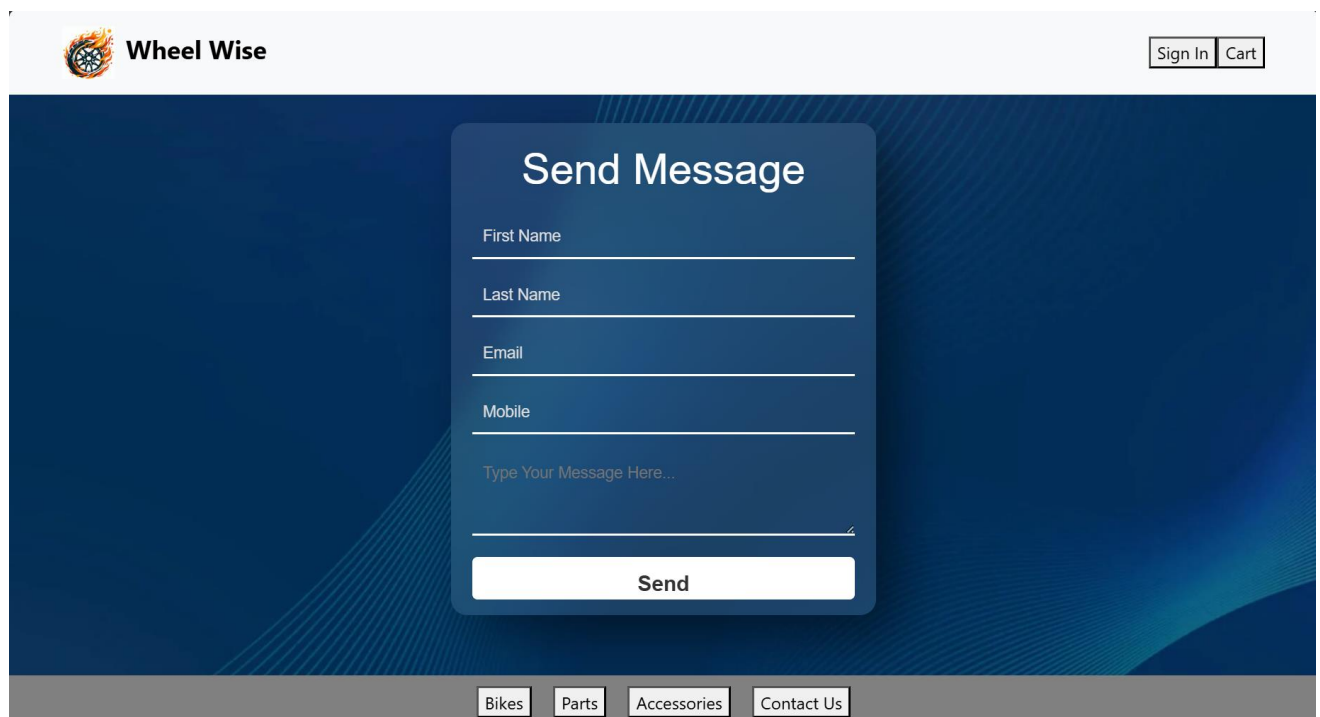 Wheel Wise
Sign In Cart
Send Message
First Name
Last Name
Email
Mobile
Type Your Message Here...
Send
Bikes Parts Accessories Contact Us